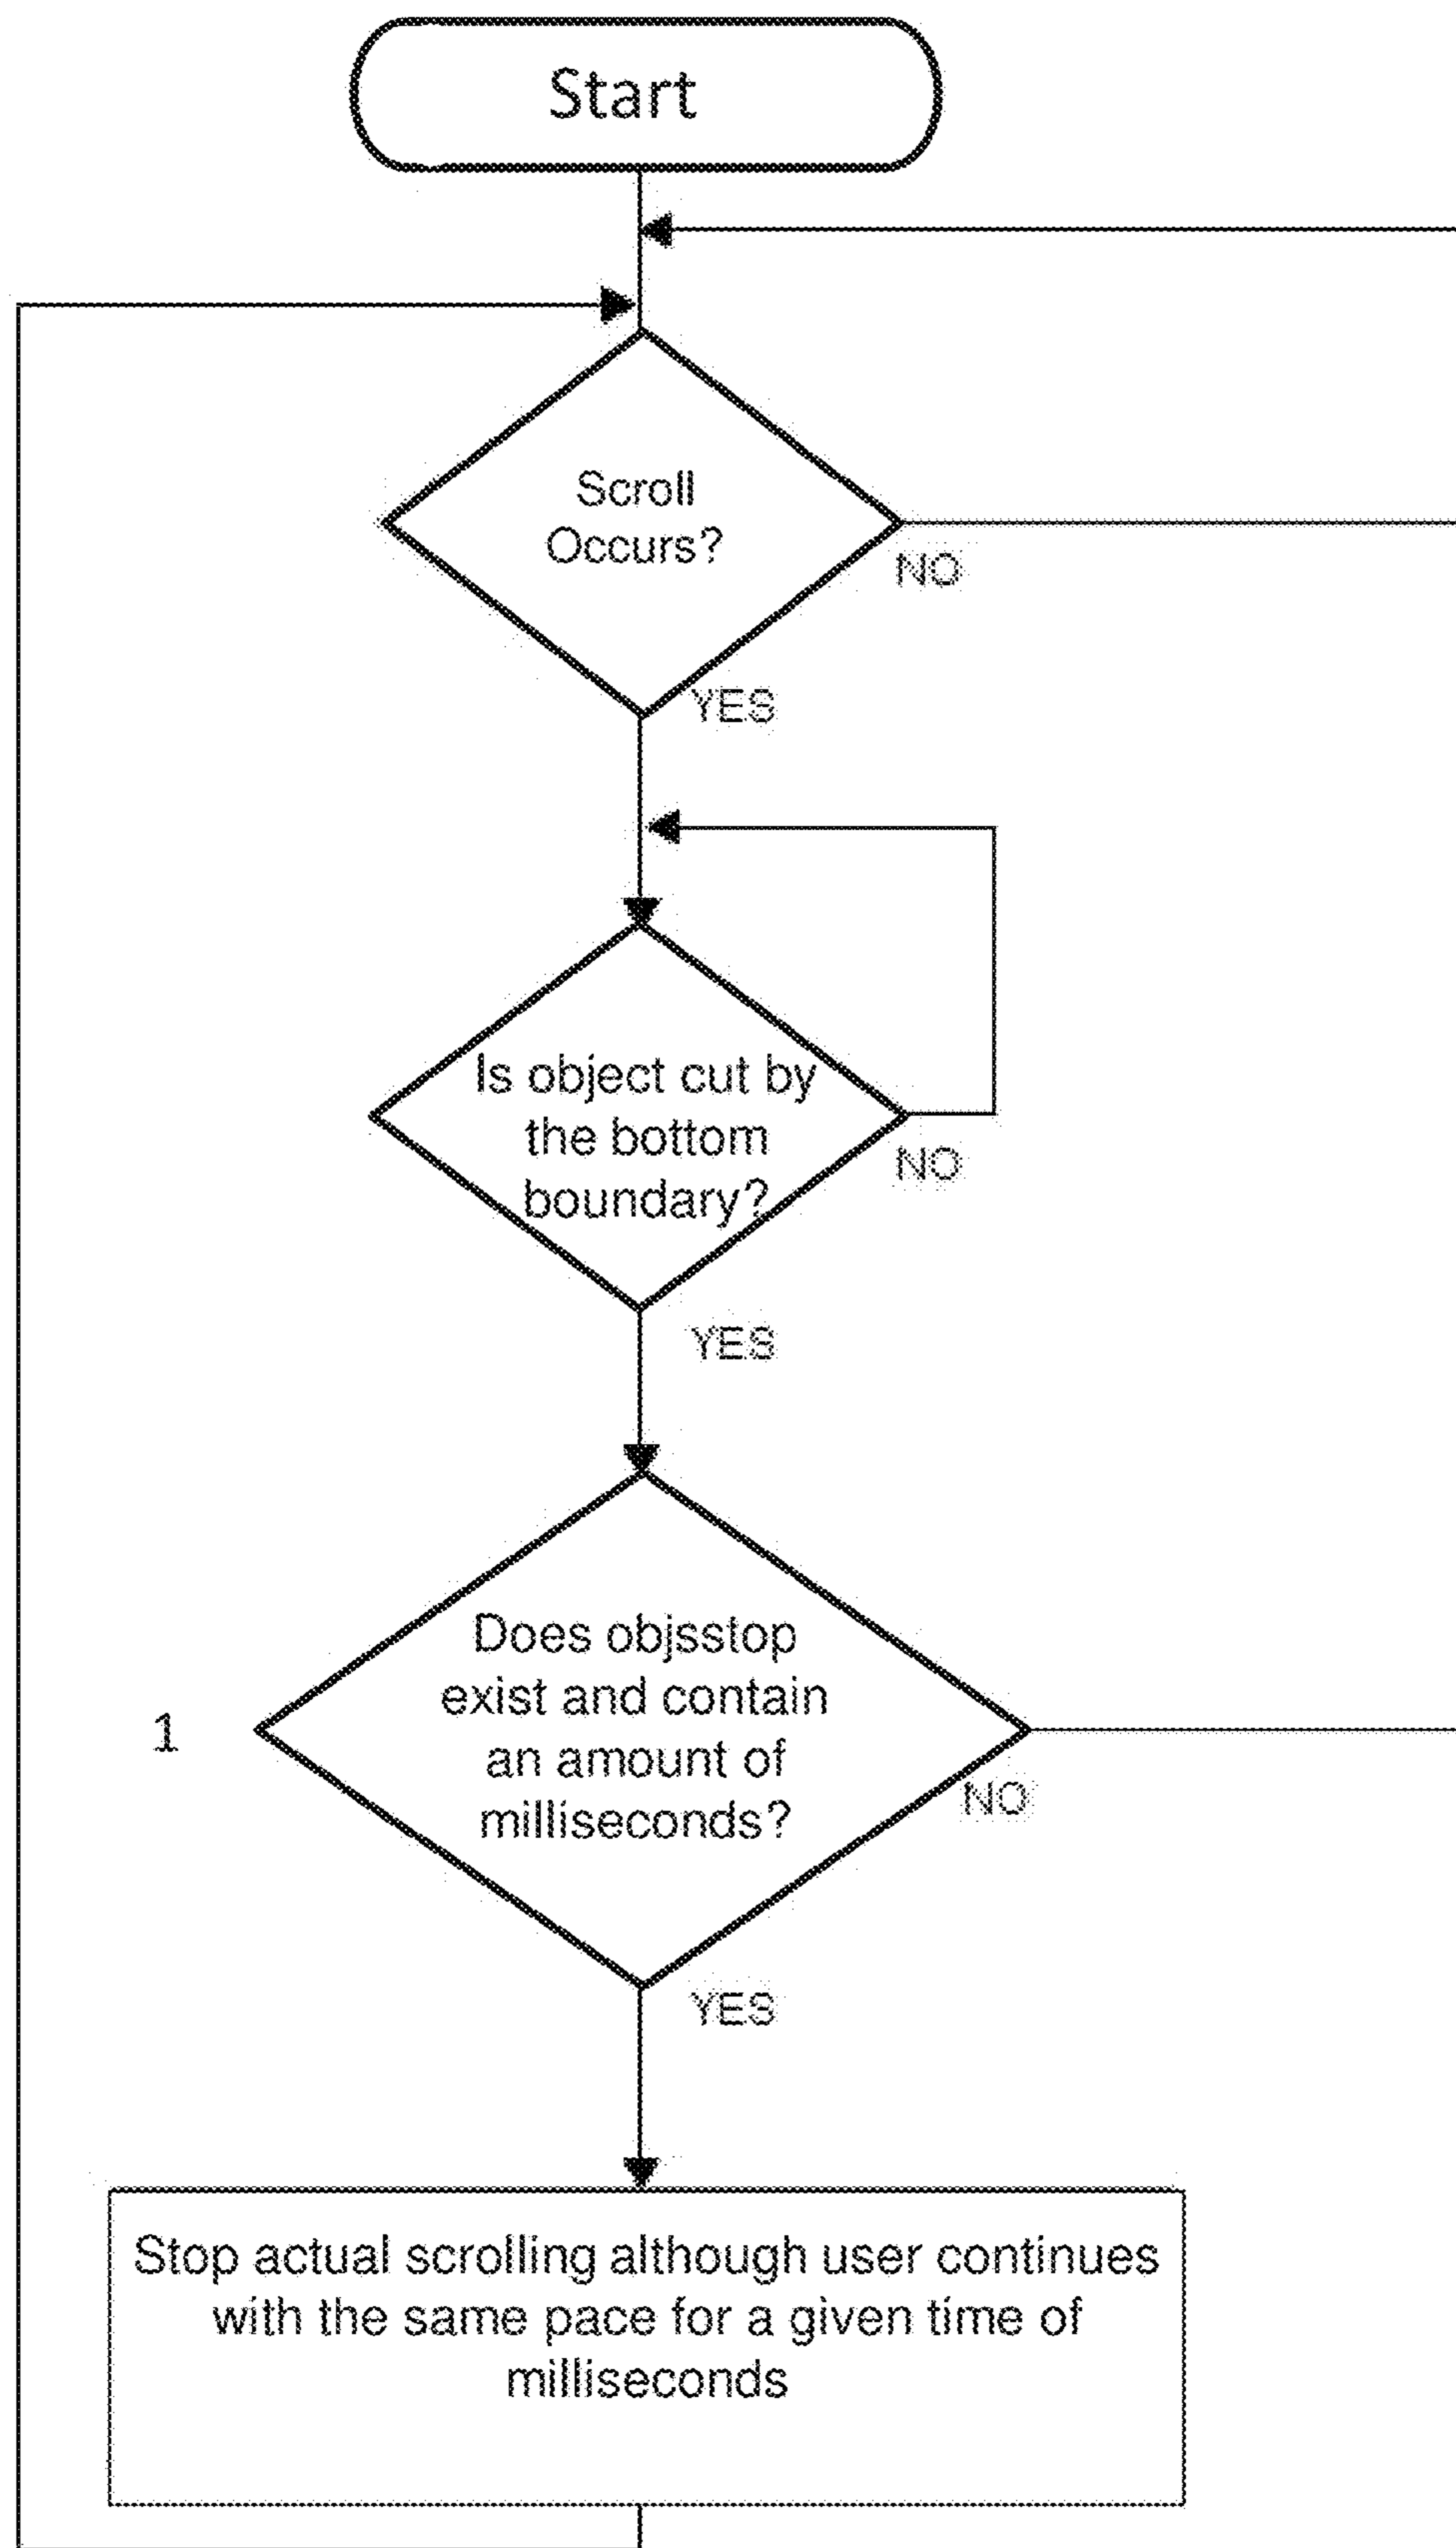 Start
Scroll
Occurs?
NO
YES
Is object cut by
the bottom
boundary?
NO
YES
Does objsstop
exist and contain
an amount of
milliseconds?
1
NO
YES
Stop actual scrolling although user continues
with the same pace for a given time of
milliseconds